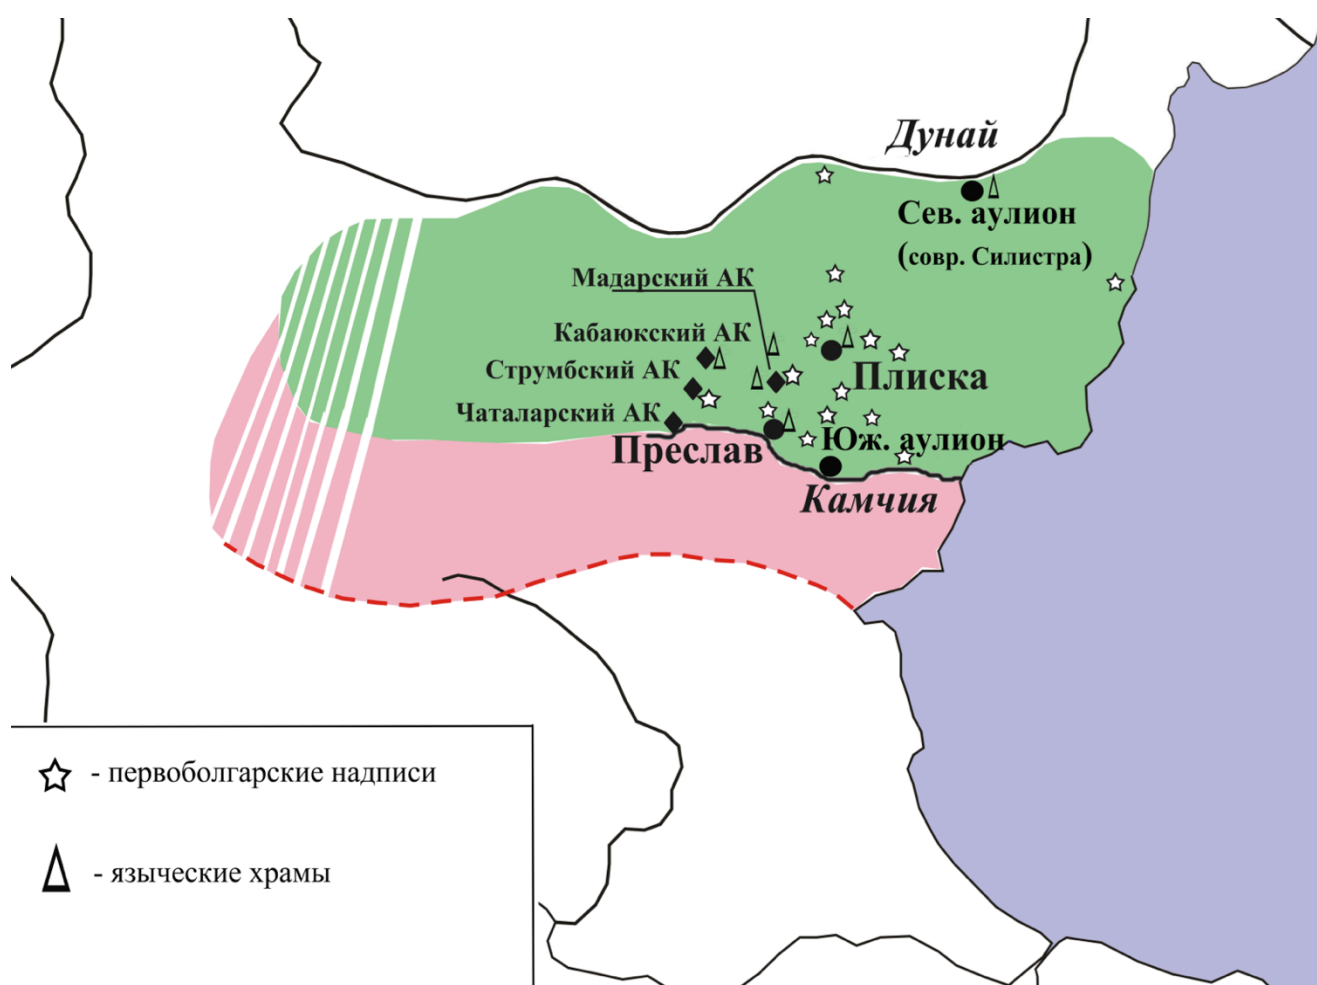 Дунай
Сев. аулион
(совр. Силистра)
Мадарский АК
Кабаюкский АК
Струмбский АК
Плиска
Чаталарский АК
Преслав
Юж. аулион
Камчия
- первоболгарские надписи
- языческие храмы